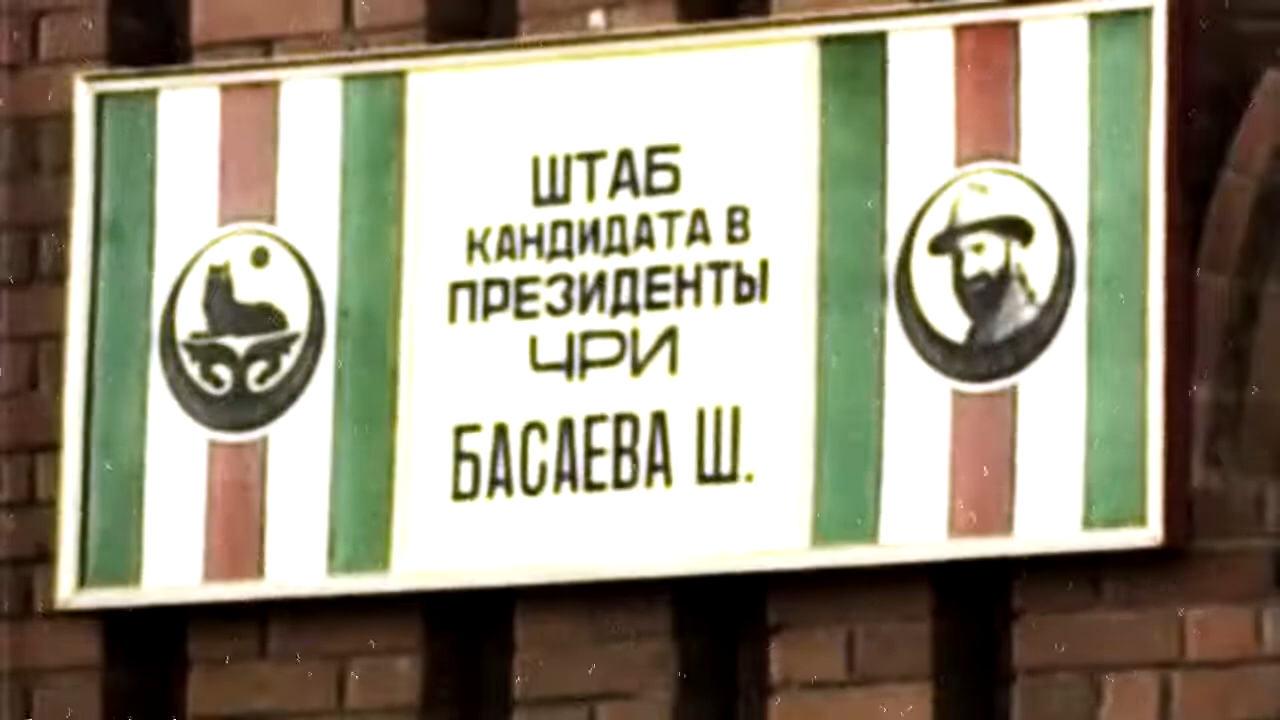 ШТАБ
КАНДИДАТА В
ПРЕЗИДЕНТЫ
ЧРИ
БАСАЕВА Ш.